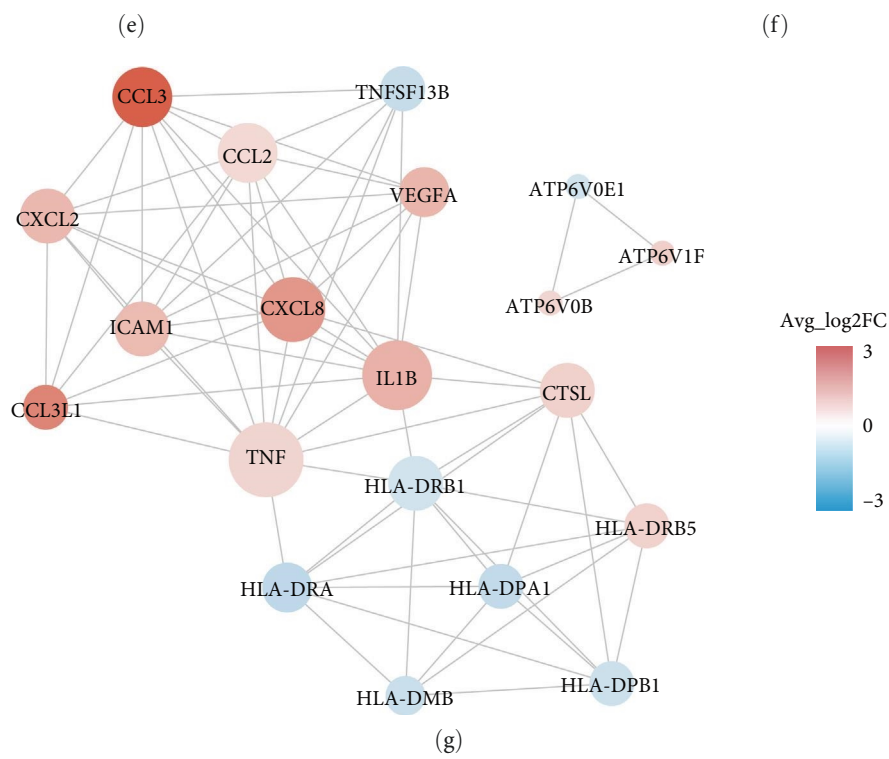 (e)
(f)
CCL3
TNFSF13B
CCL2
VEGFA
ATP6V0E1
CXCL2
ATP6V1F
ATP6V0B
CXCL8
ICAM1
Avg_log2FC
3
IL1B
CTSL
CCL3L1
0
TNF
HLA-DRB1
–3
HLA-DRB5
HLA-DRA
HLA-DPA1
HLA-DMB
HLA-DPB1
(g)